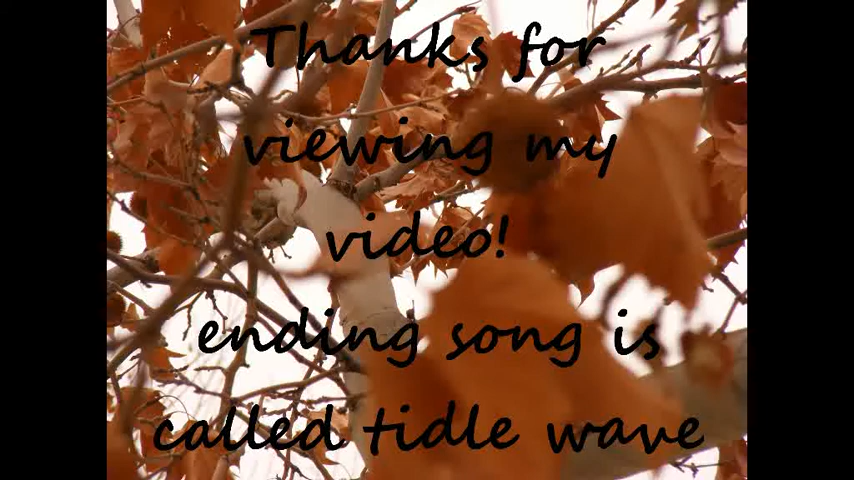 Thanks for
viewing my
video!
ending song is
called tidle wave